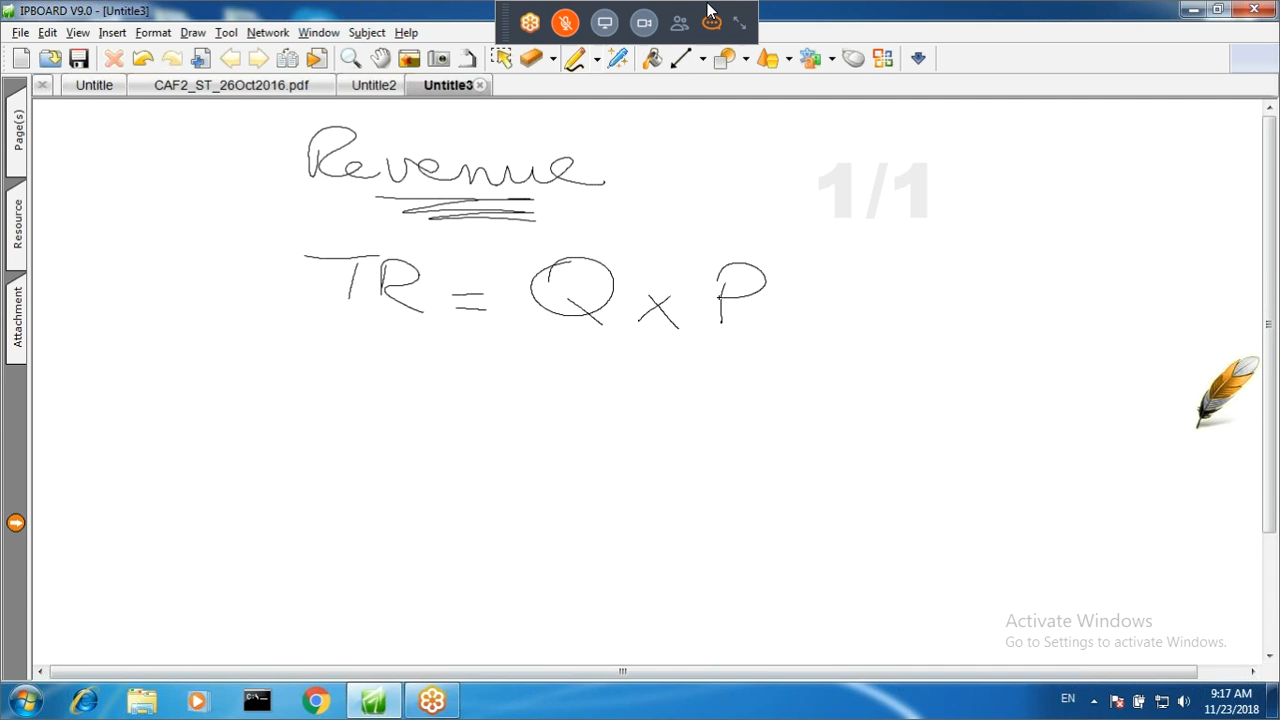 IPBOARD V9.0 - [Untitle3]
File Edit View Insert Format Draw Tool Network Window Subject Help
Untitle CAF2_ST_26Oct2016.pdf Untitle2 Untitle3
Page(s)
Resource
Attachment
1/1
Revenue
TR = Q x P
Activate Windows
Go to Settings to activate Windows.
EN
9:17 AM
11/23/2018